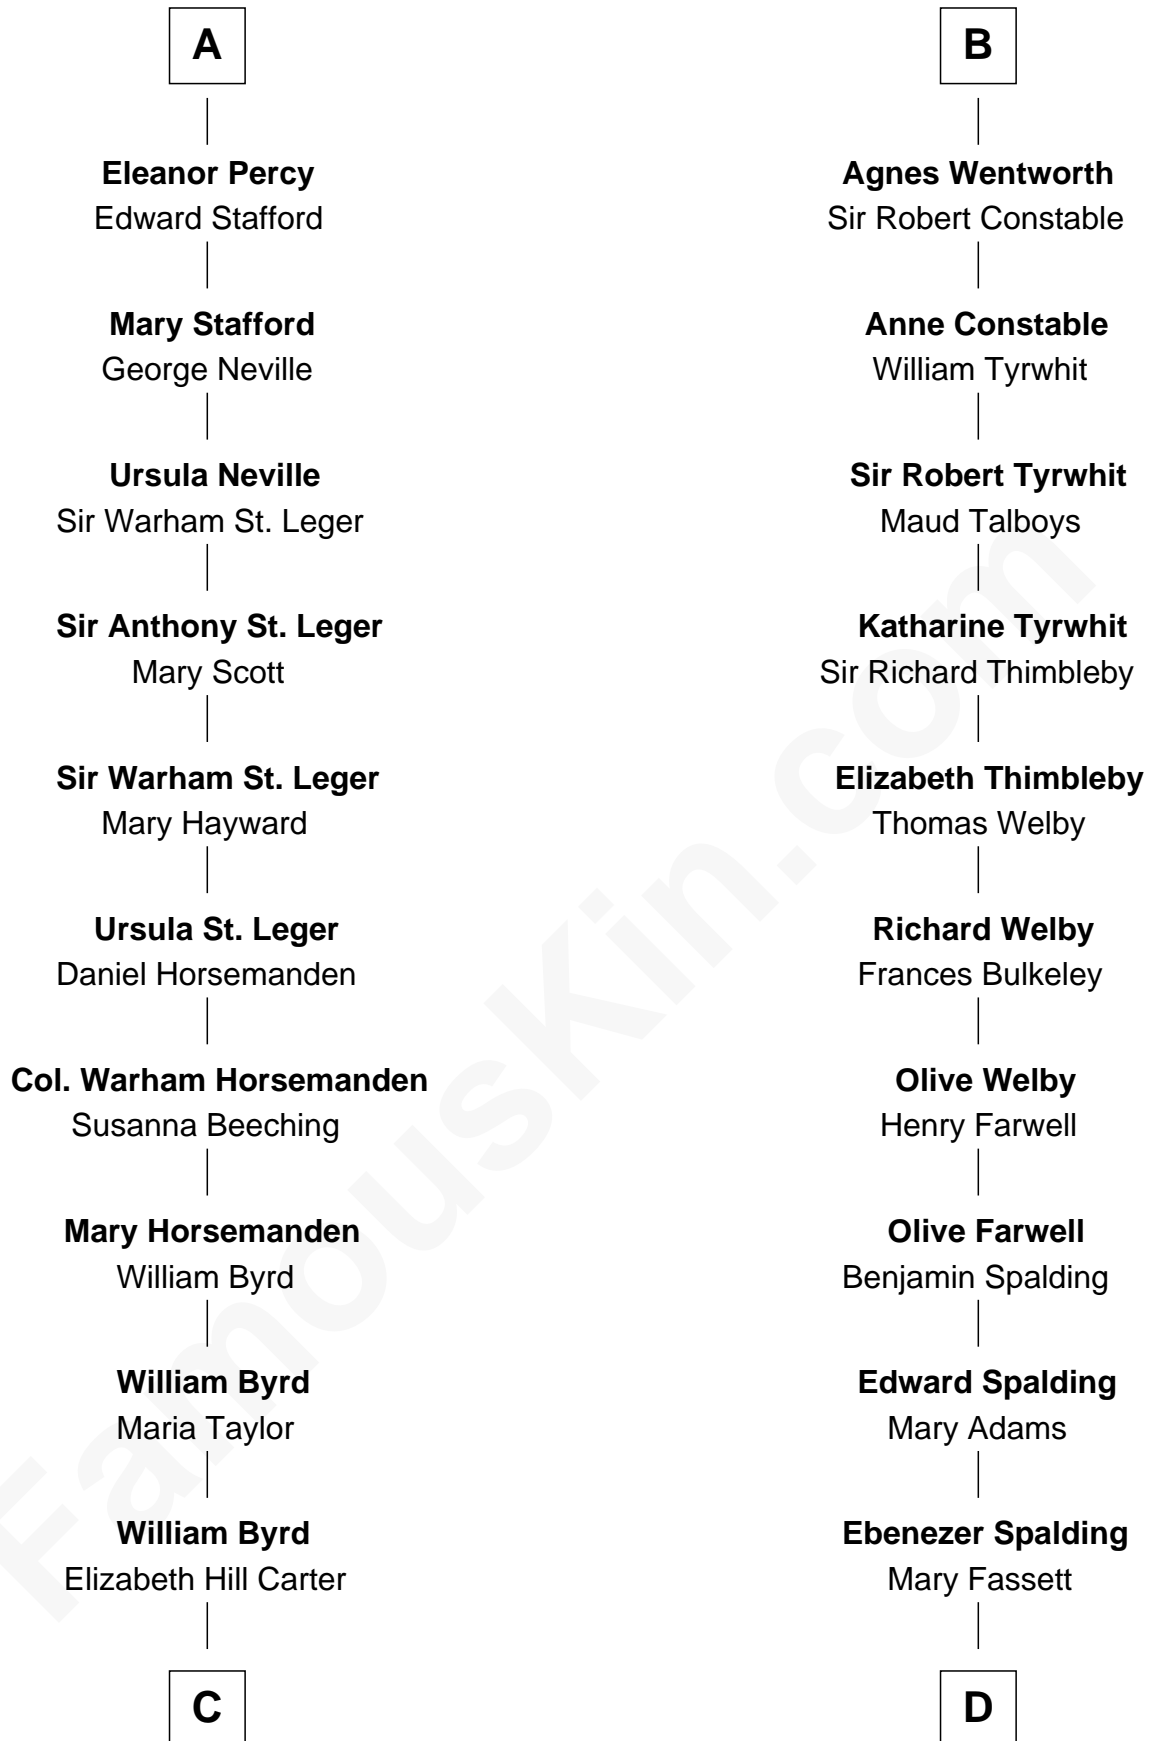 A
Eleanor Percy
Edward Stafford
Mary Stafford
George Neville
Ursula Neville
Sir Warham St. Leger
Sir Anthony St. Leger
Mary Scott
Sir Warham St. Leger
Mary Hayward
Ursula St. Leger
Daniel Horsemanden
Col. Warham Horsemanden
Susanna Beeching
Mary Horsemanden
William Byrd
William Byrd
Maria Taylor
William Byrd
Elizabeth Hill Carter
C
B
Agnes Wentworth
Sir Robert Constable
Anne Constable
William Tyrwhit
Sir Robert Tyrwhit
Maud Talboys
Katharine Tyrwhit
Sir Richard Thimbleby
Elizabeth Thimbleby
Thomas Welby
Richard Welby
Frances Bulkeley
Olive Welby
Henry Farwell
Olive Farwell
Benjamin Spalding
Edward Spalding
Mary Adams
Ebenezer Spalding
Mary Fassett
D
FamousKin.com